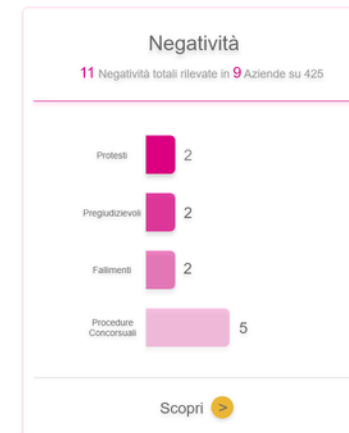 Negatività
11 Negatività totali rilevate in 9 Aziende su 425
Protesti 2
Pregiudizievoli 2
Fallimenti 2
Procedure
Concorsuali 5
Scopri >